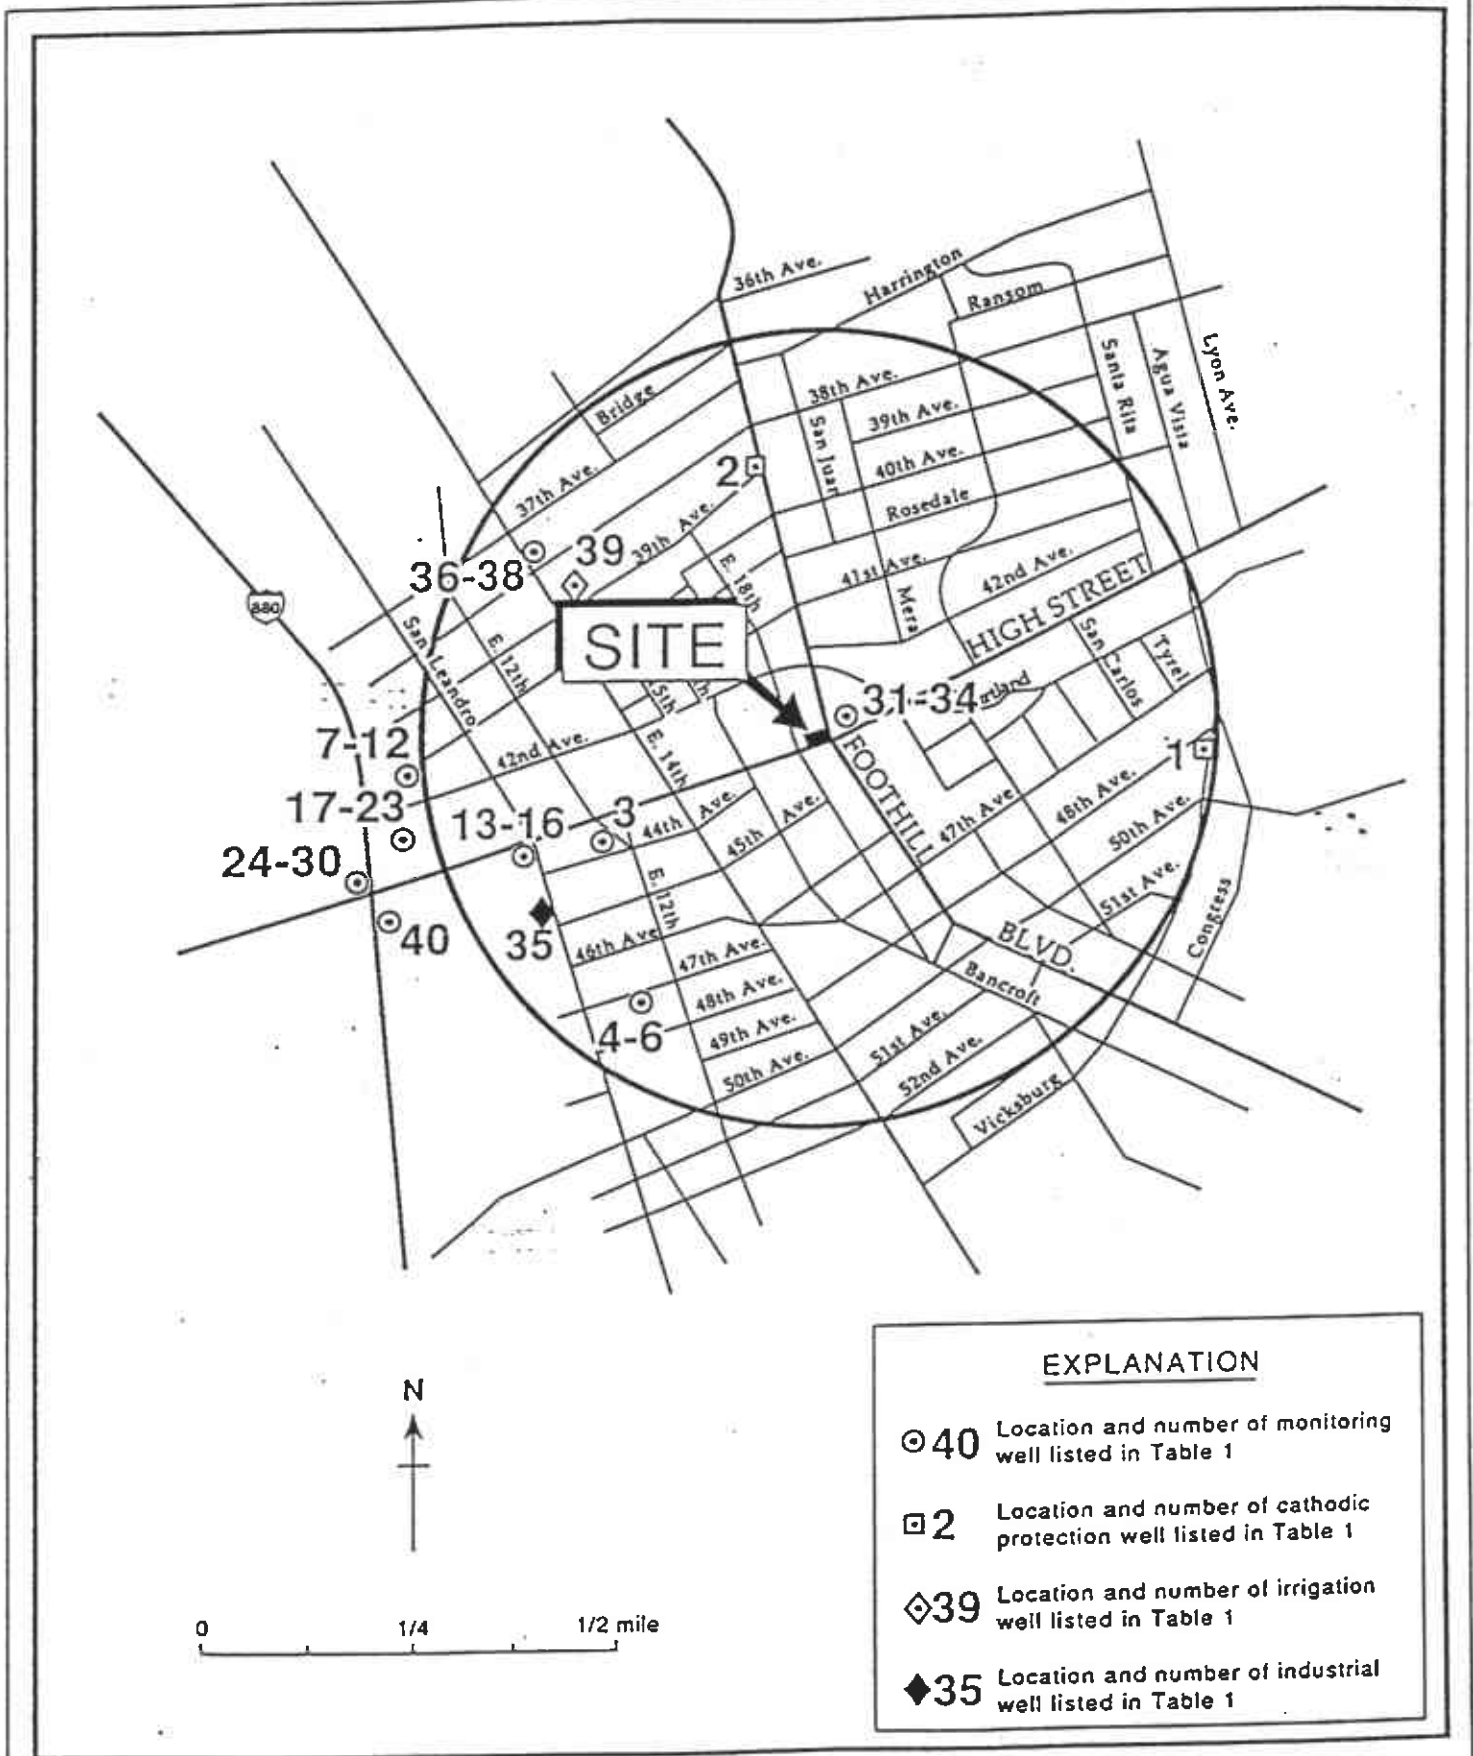 36th Ave.
Harrington
Ransom
Lyon Ave.
Santa Rita
Agua Vista
Bridge
38th Ave.
San Juan
39th Ave.
40th Ave.
2
37th Ave.
Rosedale
39th Ave.
39
36-38
E. 18th
41st Ave.
42nd Ave.
880
Mera
HIGH STREET
San Leandro
E. 12th
SITE
San Carlos
Tyrel
31-34
7-12
42nd Ave.
E. 14th
FOOTHILL
1
17-23
13-16
3
44th Ave.
45th Ave.
47th Ave.
48th Ave.
50th Ave.
24-30
E. 12th
51st Ave.
Congress
40
35
46th Ave
47th Ave.
BLVD.
48th Ave.
Bancroft
4-6
49th Ave.
50th Ave.
51st Ave.
52nd Ave.
Vicksburg
N
0 1/4 1/2 mile
EXPLANATION
40 Location and number of monitoring
well listed in Table 1
2 Location and number of cathodic
protection well listed in Table 1
39 Location and number of irrigation
well listed in Table 1
35 Location and number of industrial
well listed in Table 1